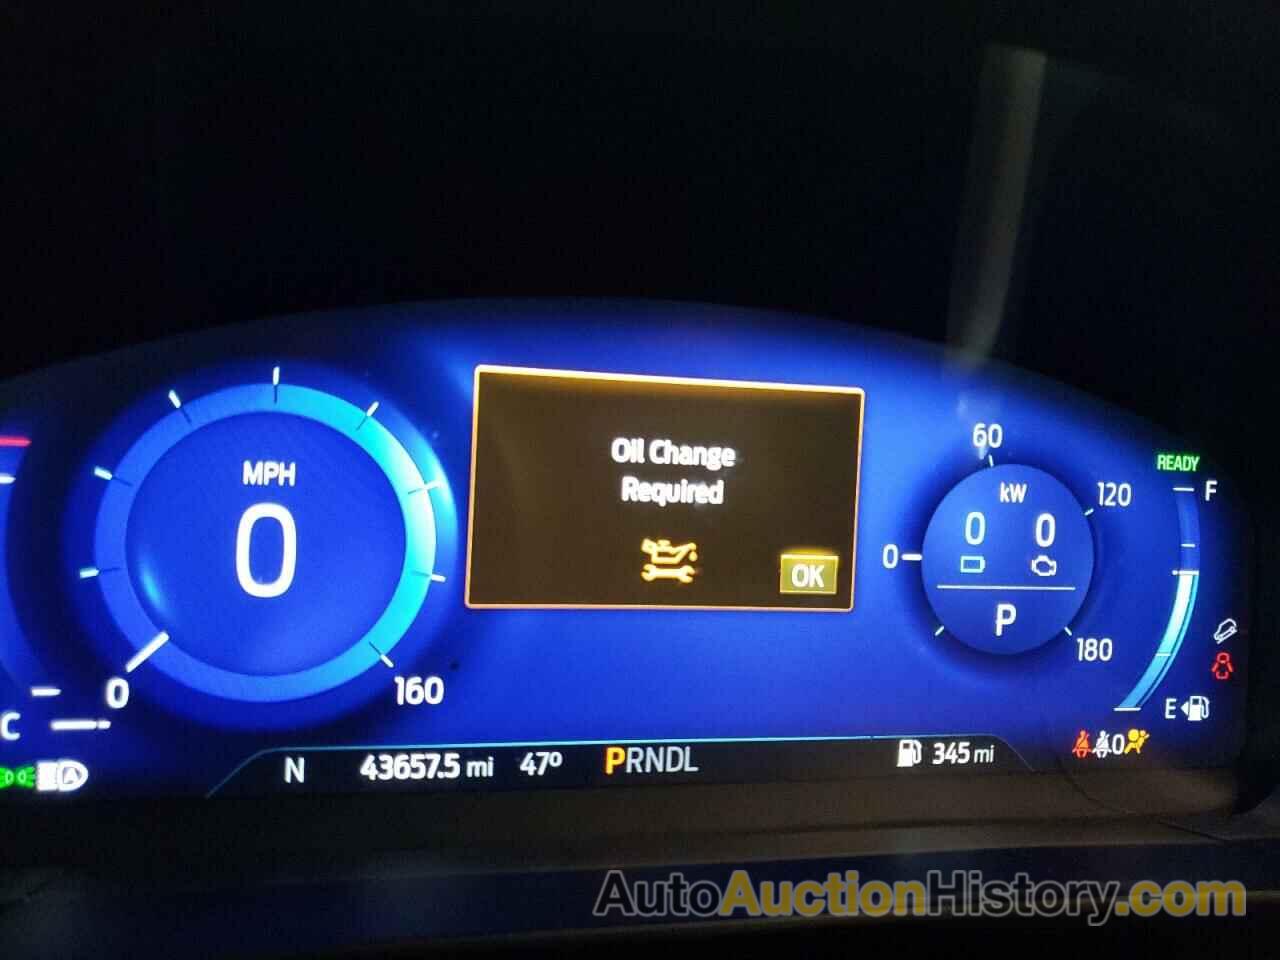 Oil Change
Required
OK
MPH
0
0
160
60
kW
120
0
0
0
P
180
READY
F
E
C
N
43657.5 mi
47º
PRNDL
345 mi
0
A
AutoAuctionHistory.com